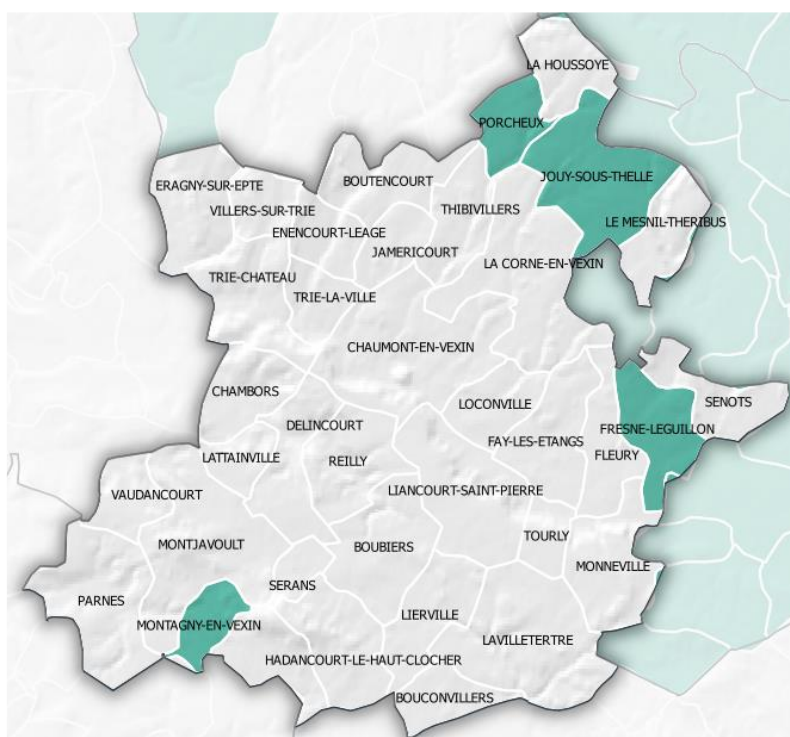 LA HOUSSOYE
PORCHEUX
JOUY-SOUS-THELLE
BOUTENCOURT
ERAGNY-SUR-EPTE
VILLERS-SUR-TRIE
THIBIVILLERS
LE MESNIL-THERIBUS
ENENCOURT-LEAGE
JAMERICOURT
LA CORNE-EN-VEXIN
TRIE-CHATEAU
TRIE-LA-VILLE
CHAUMONT-EN-VEXIN
CHAMBORS
LOCONVILLE
SENOTS
DELINCOURT
FRESNE-LEGUILLON
FAY-LES-ETANGS
FLEURY
LATTAINVILLE
REILLY
LIANCOURT-SAINT-PIERRE
VAUDANCOURT
TOURLY
MONTJAVOULT
BOUBIERS
MONNEVILLE
SERANS
PARNES
LIERVILLE
MONTAGNY-EN-VEXIN
LAVILLETERTRE
HADANCOURT-LE-HAUT-CLOCHER
BOUCONVILLERS